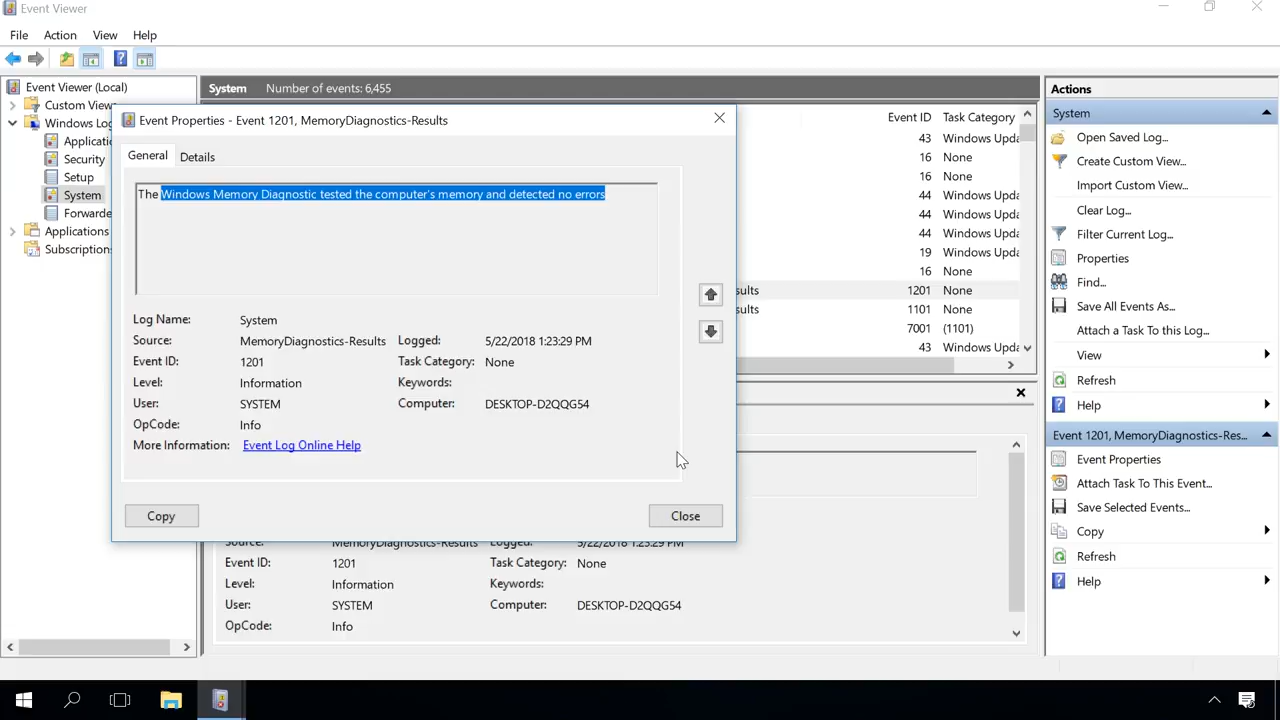 Event Viewer
File Action View Help
Event Viewer (Local)
Custom View
Windows Log
Applicati
Security
Setup
System
Forwarde
Applications
Subscription
System Number of events: 6,455
Event ID Task Category
43 Windows Upda
16 None
16 None
44 Windows Upda
44 Windows Upda
44 Windows Upda
19 Windows Upda
16 None
sults 1201 None
sults 1101 None
7001 (1101)
43 Windows Upda
Event Properties - Event 1201, MemoryDiagnostics-Results
General Details
The Windows Memory Diagnostic tested the computer's memory and detected no errors
Log Name: System
Source: MemoryDiagnostics-Results Logged: 5/22/2018 1:23:29 PM
Event ID: 1201 Task Category: None
Level: Information Keywords:
User: SYSTEM Computer: DESKTOP-D2QQG54
OpCode: Info
More Information: Event Log Online Help
Copy Close
Source: MemoryDiagnostics-Results Logged: 5/22/2018 1:23:29 PM
Event ID: 1201 Task Category: None
Level: Information Keywords:
User: SYSTEM Computer: DESKTOP-D2QQG54
OpCode: Info
Actions
System
Open Saved Log...
Create Custom View...
Import Custom View...
Clear Log...
Filter Current Log...
Properties
Find...
Save All Events As...
Attach a Task To this Log...
View
Refresh
Help
Event 1201, MemoryDiagnostics-Res...
Event Properties
Attach Task To This Event...
Save Selected Events...
Copy
Refresh
Help